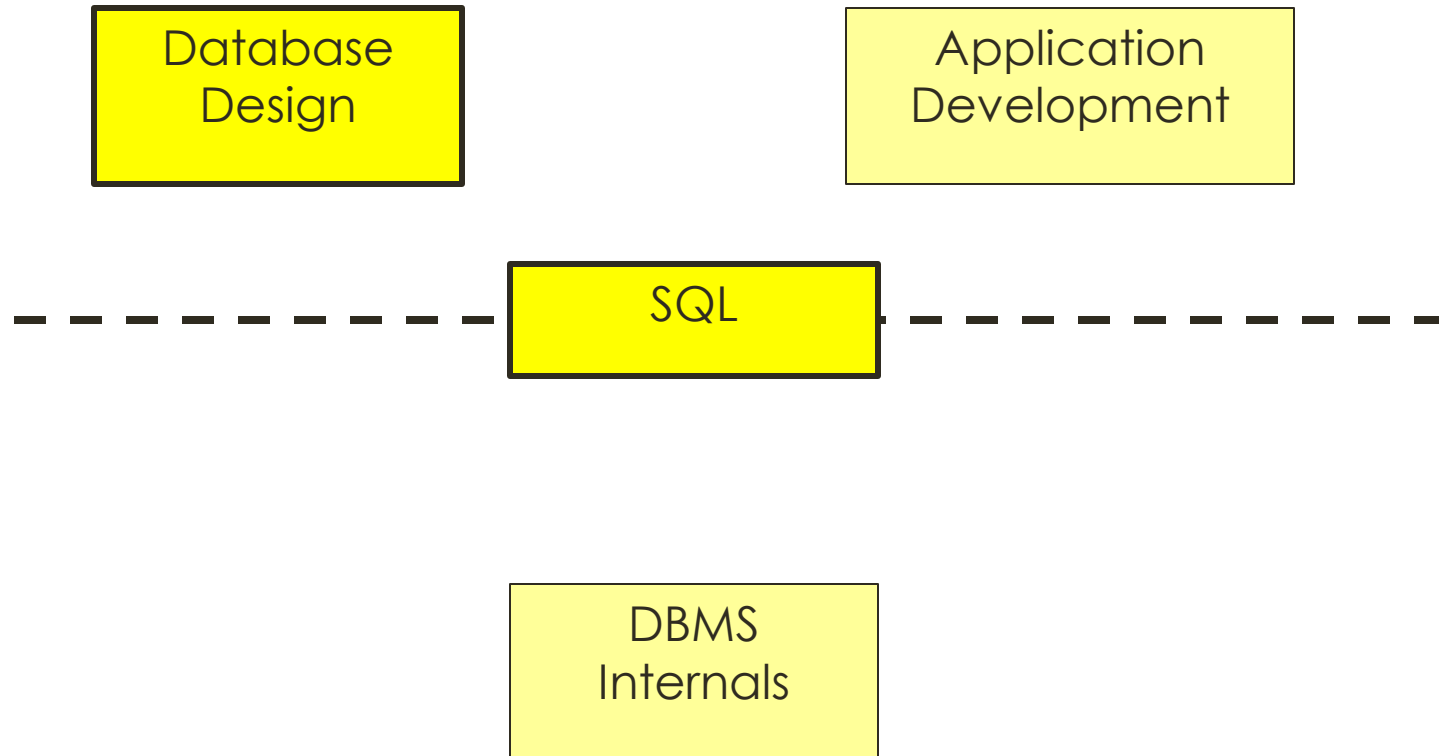 Database
Design
Application
Development
SQL
DBMS
Internals